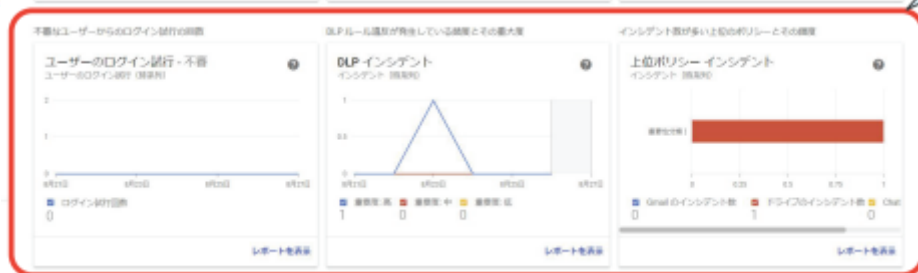 不審なユーザーからのログイン試行の回数
ユーザーのログイン試行 - 不審
ユーザーのログイン試行（時系列）
2
1
0
ログイン試行回数
0
レポートを表示
DLP ルール違反が発生している頻度とその重大度
DLP インシデント
インシデント（時系列）
1
0.5
0
重要度: 高
重要度: 中
重要度: 低
1
0
0
レポートを表示
インシデント数が多い上位のポリシーとその頻度
上位ポリシー インシデント
インシデント（時系列）
0
0.25
0.5
0.75
1
Gmail のインシデント数
ドライブのインシデント数
Chat
0
1
0
レポートを表示